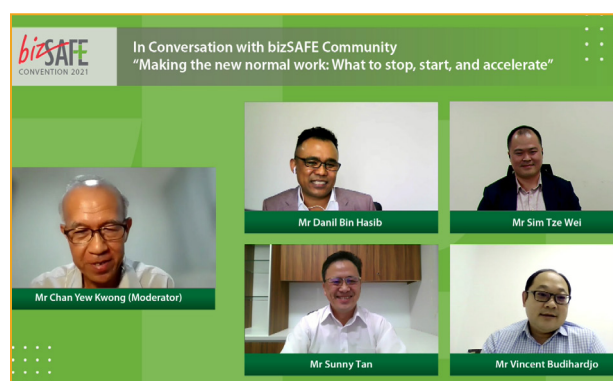 bizSAFE
CONVENTION 2021
In Conversation with bizSAFE Community
“Making the new normal work: What to stop, start, and accelerate”
Mr Danil Bin Hasib
Mr Sim Tze Wei
Mr Chan Yew Kwong (Moderator)
Mr Sunny Tan
Mr Vincent Budihardjo